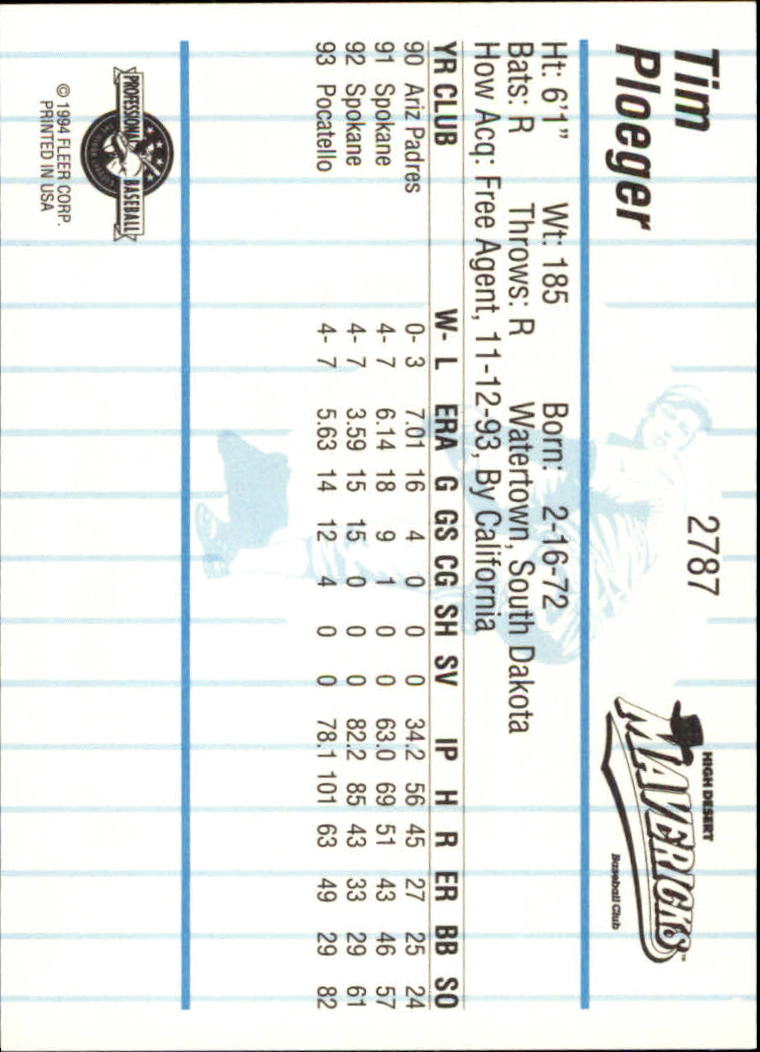 Tim
Ploeger
2787
HIGH DESERT
MAVERICKS™
Baseball Club
Ht: 6'1" Wt: 185 Born: 2-16-72
Bats: R Throws: R Watertown, South Dakota
How Acq: Free Agent, 11-12-93, By California
YR CLUB W- L ERA G GS CG SH SV IP H R ER BB SO
90 Ariz Padres 0- 3 7.01 16 4 0 0 0 34.2 56 45 27 25 24
91 Spokane 4- 7 6.14 18 9 1 0 0 63.0 69 51 43 46 57
92 Spokane 4- 7 3.59 15 15 0 0 0 82.2 85 43 33 29 61
93 Pocatello 4- 7 5.63 14 12 4 0 0 78.1 101 63 49 29 82
PROFESSIONAL BASEBALL
© 1994 FLEER CORP.
PRINTED IN USA